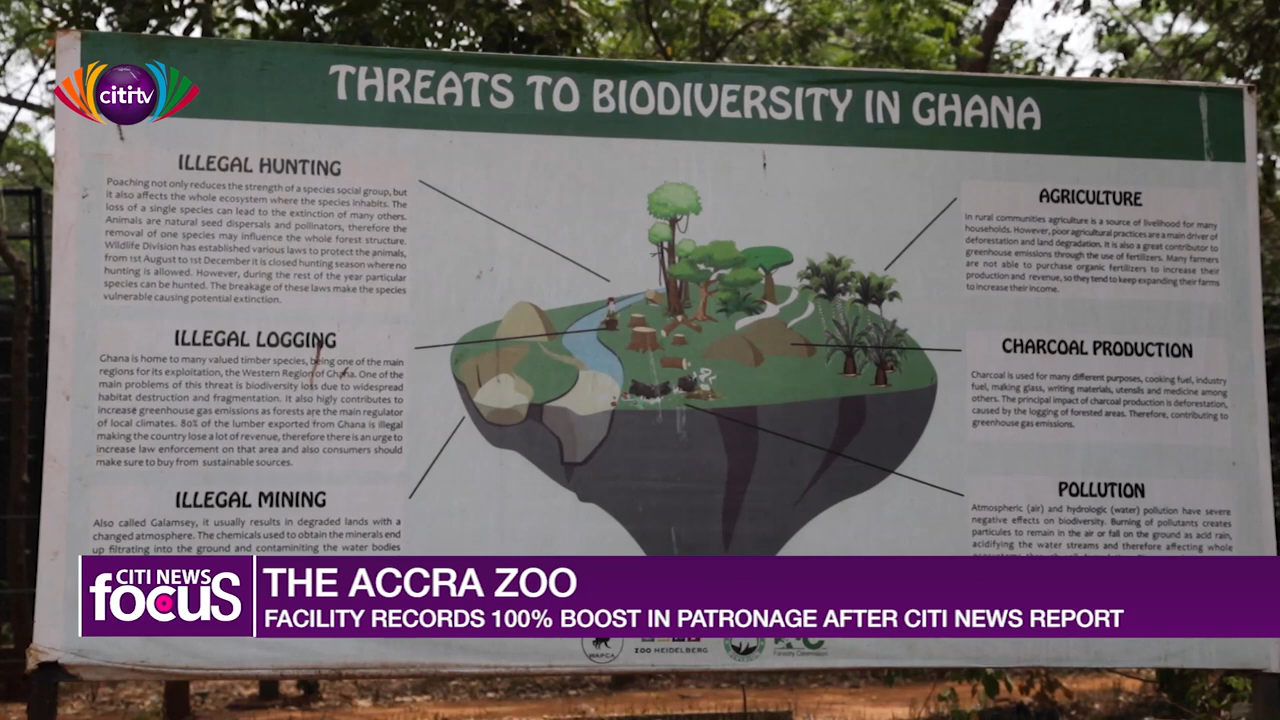 citi tv
THREATS TO BIODIVERSITY IN GHANA
ILLEGAL HUNTING
Poaching not only reduces the strength of a species social group, but
it also affects the whole ecosystem where the species inhabits. The
loss of a single species can lead to the extinction of many others.
Animals are natural seed dispersals and pollinators, therefore the
removal of one species may influence the whole forest structure.
Wildlife Division has established various laws to protect the animals,
from 1st August to 1st December it is closed hunting season where no
hunting is allowed. However, during the rest of the year particular
species can be hunted. The breakage of these laws make the species
vulnerable causing potential extinction.
ILLEGAL LOGGING
Ghana is home to many valued timber species, being one of the main
regions for its exploitation, the Western Region of Ghana. One of the
main problems of this threat is biodiversity loss due to widespread
habitat destruction and fragmentation. It also higly contributes to
increase greenhouse gas emissions as forests are the main regulator
of local climates. 80% of the lumber exported from Ghana is illegal
making the country lose a lot of revenue, therefore there is an urge to
increase law enforcement on that area and also consumers should
make sure to buy from sustainable sources.
ILLEGAL MINING
Also called Galamsey, it usually results in degraded lands with a
changed atmosphere. The chemicals used to obtain the minerals end
up filtrating into the ground and contaminiting the water bodies
AGRICULTURE
In rural communities agriculture is a source of livelihood for many
households. However, poor agricultural practices are a main driver of
deforestation and land degradation. It is also a great contributor to
greenhouse emissions through the use of fertilizers. Many farmers
are not able to purchase organic fertilizers to increase their
production and revenue, so they tend to keep expanding their farms
to increase their income.
CHARCOAL PRODUCTION
Charcoal is used for many different purposes, cooking fuel, industry
fuel, making glass, writing materials, utensils and medicine among
others. The principal impact of charcoal production is deforestation,
caused by the logging of forested areas. Therefore, contributing to
greenhouse gas emissions.
POLLUTION
Atmospheric (air) and hydrologic (water) pollution have severe
negative effects on biodiversity. Burning of pollutants creates
particules to remain in the air or fall on the ground as acid rain,
acidifying the water streams and therefore affecting whole
CITI NEWS
focus
THE ACCRA ZOO
FACILITY RECORDS 100% BOOST IN PATRONAGE AFTER CITI NEWS REPORT
WAPCA
ZOO HEIDELBERG
Forestry Commission